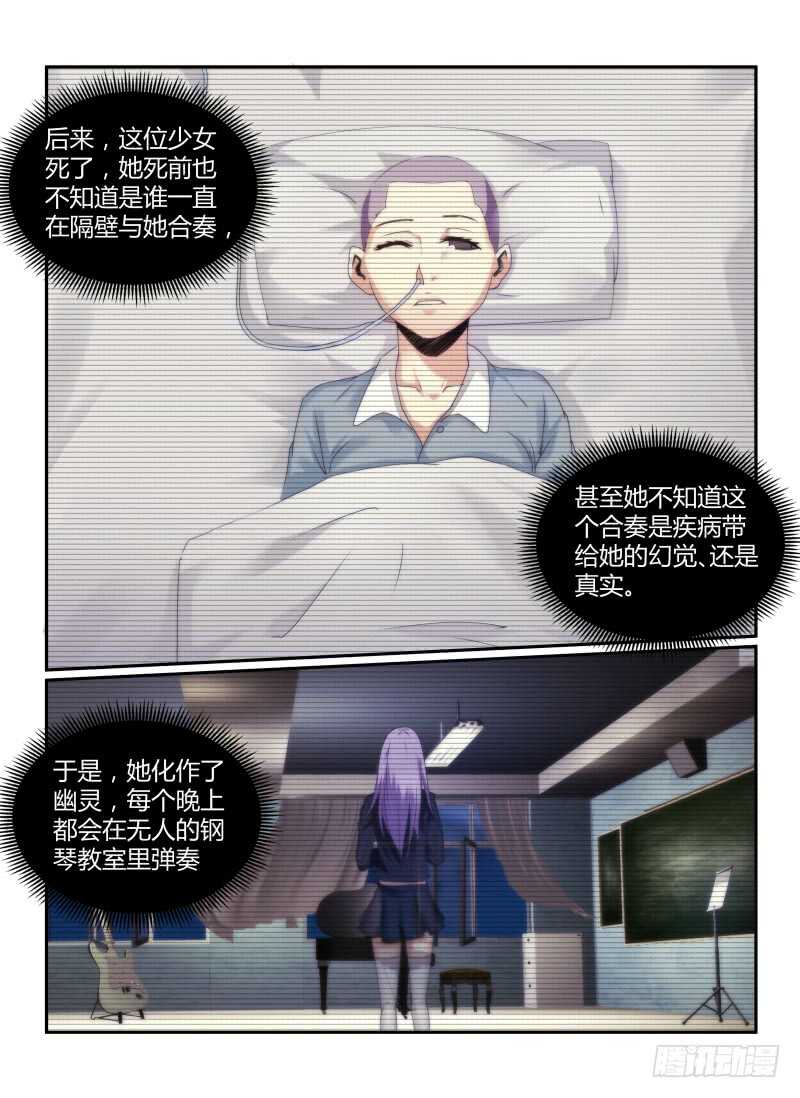 后来，这位少女
死了，她死前也
不知道是谁一直
在隔壁与她合奏，
甚至她不知道这
个合奏是疾病带
给她的幻觉、还是
真实。
于是，她化作了
幽灵，每个晚上
都会在无人的钢
琴教室里弹奏
腾讯动漫